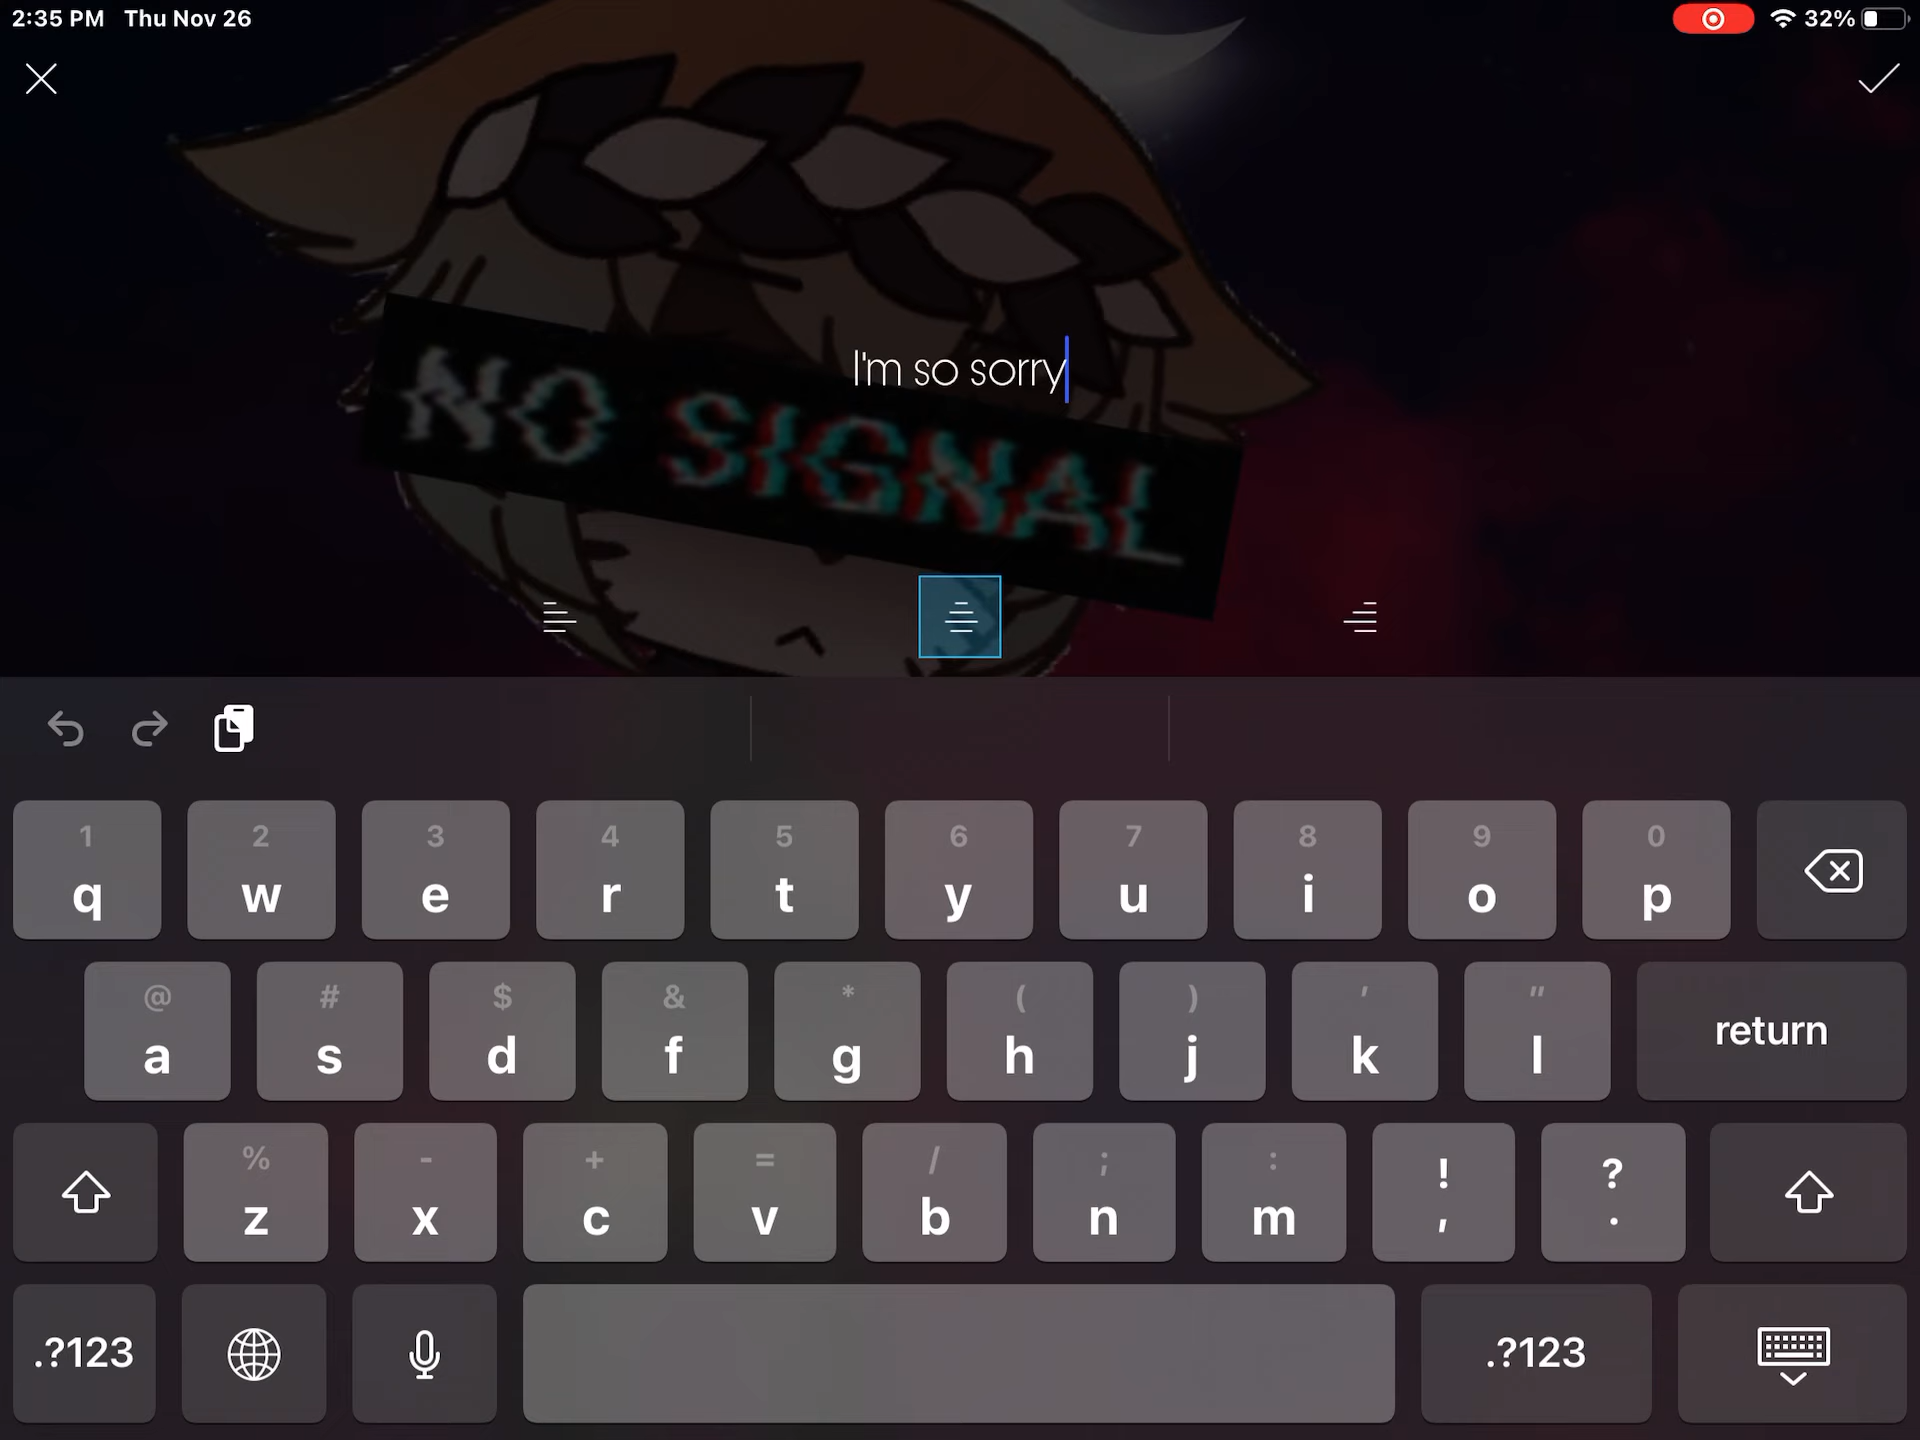 2:35 PM Thu Nov 26 32%
I'm so sorry
NO SIGNAL
1 2 3 4 5 6 7 8 9 0
q w e r t y u i o p
@ # $ & * ( ) ' "
a s d f g h j k l return
% - + = / ; : ! ?
z x c v b n m , .
.?123 .?123